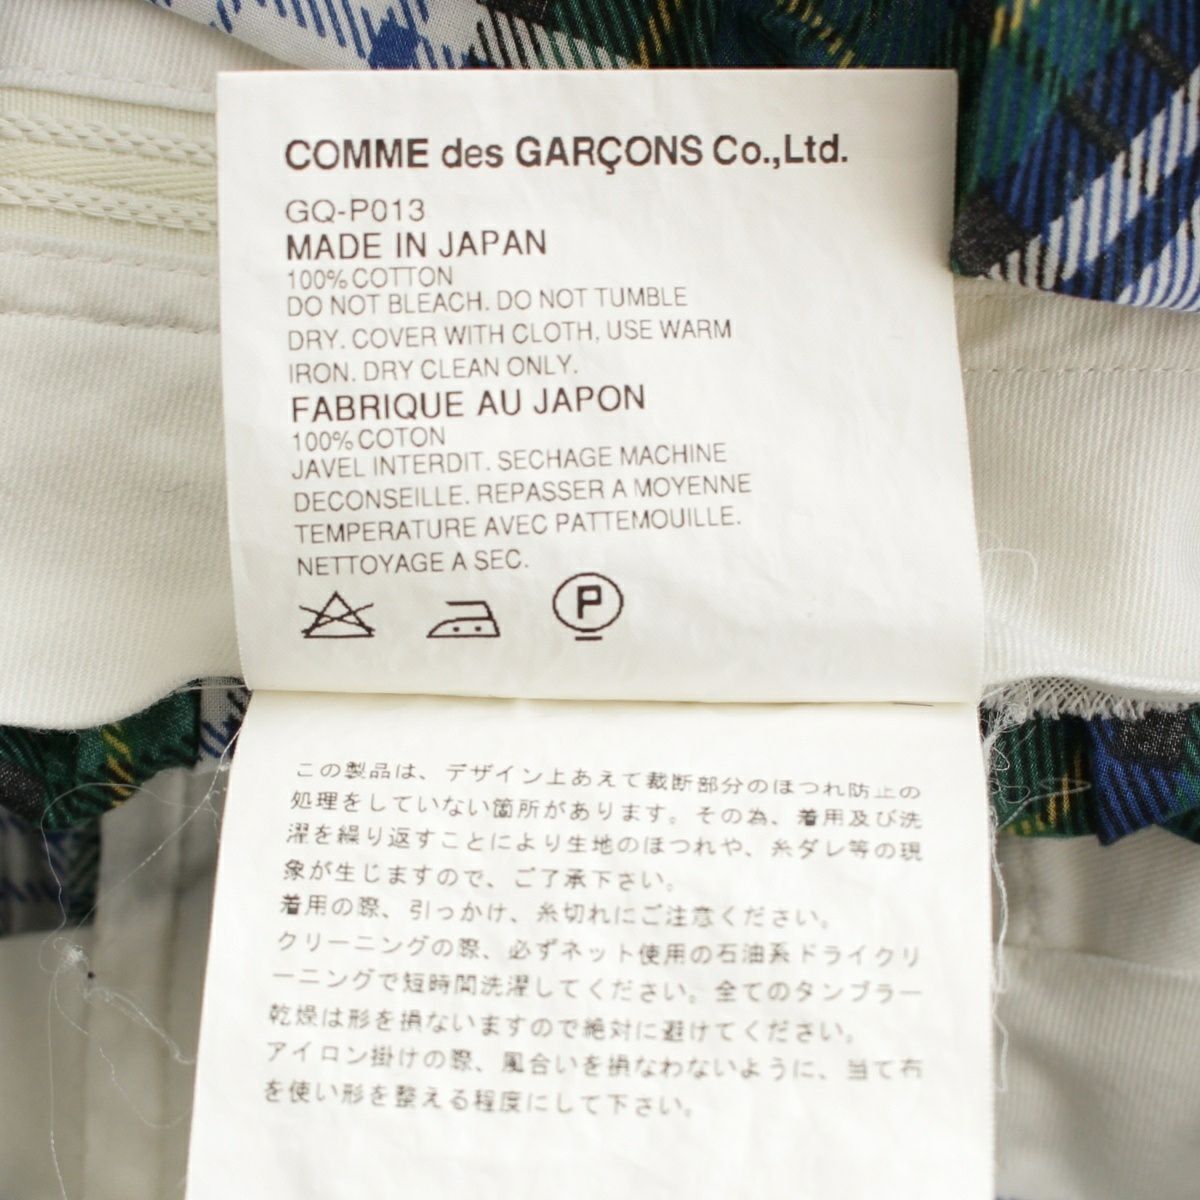 COMME des GARÇONS Co.,Ltd.
GQ-P013
MADE IN JAPAN
100% COTTON
DO NOT BLEACH. DO NOT TUMBLE
DRY. COVER WITH CLOTH, USE WARM
IRON. DRY CLEAN ONLY.
FABRIQUE AU JAPON
100% COTON
JAVEL INTERDIT. SECHAGE MACHINE
DECONSEILLE. REPASSER A MOYENNE
TEMPERATURE AVEC PATTEMOUILLE.
NETTOYAGE A SEC.
P
この製品は、デザイン上あえて裁断部分のほつれ防止の
処理をしていない箇所があります。その為、着用及び洗
濯を繰り返すことにより生地のほつれや、糸ダレ等の現
象が生じますので、ご了承下さい。
着用の際、引っかけ、糸切れにご注意ください。
クリーニングの際、必ずネット使用の石油系ドライクリ
ーニングで短時間洗濯してください。全てのタンブラー
乾燥は形を損ないますので絶対に避けてください。
アイロン掛けの際、風合いを損なわないように、当て布
を使い形を整える程度にして下さい。